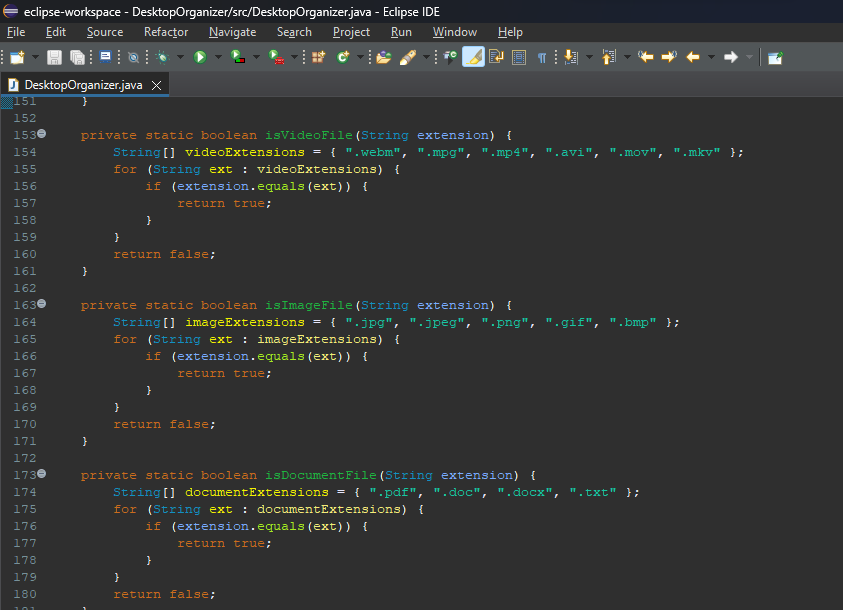 eclipse-workspace - DesktopOrganizer/src/DesktopOrganizer.java - Eclipse IDE
File Edit Source Refactor Navigate Search Project Run Window Help
DesktopOrganizer.java
151 }
152
153 private static boolean isVideoFile(String extension) {
154 String[] videoExtensions = { ".webm", ".mpg", ".mp4", ".avi", ".mov", ".mkv" };
155 for (String ext : videoExtensions) {
156 if (extension.equals(ext)) {
157 return true;
158 }
159 }
160 return false;
161 }
162
163 private static boolean isImageFile(String extension) {
164 String[] imageExtensions = { ".jpg", ".jpeg", ".png", ".gif", ".bmp" };
165 for (String ext : imageExtensions) {
166 if (extension.equals(ext)) {
167 return true;
168 }
169 }
170 return false;
171 }
172
173 private static boolean isDocumentFile(String extension) {
174 String[] documentExtensions = { ".pdf", ".doc", ".docx", ".txt" };
175 for (String ext : documentExtensions) {
176 if (extension.equals(ext)) {
177 return true;
178 }
179 }
180 return false;
181 }